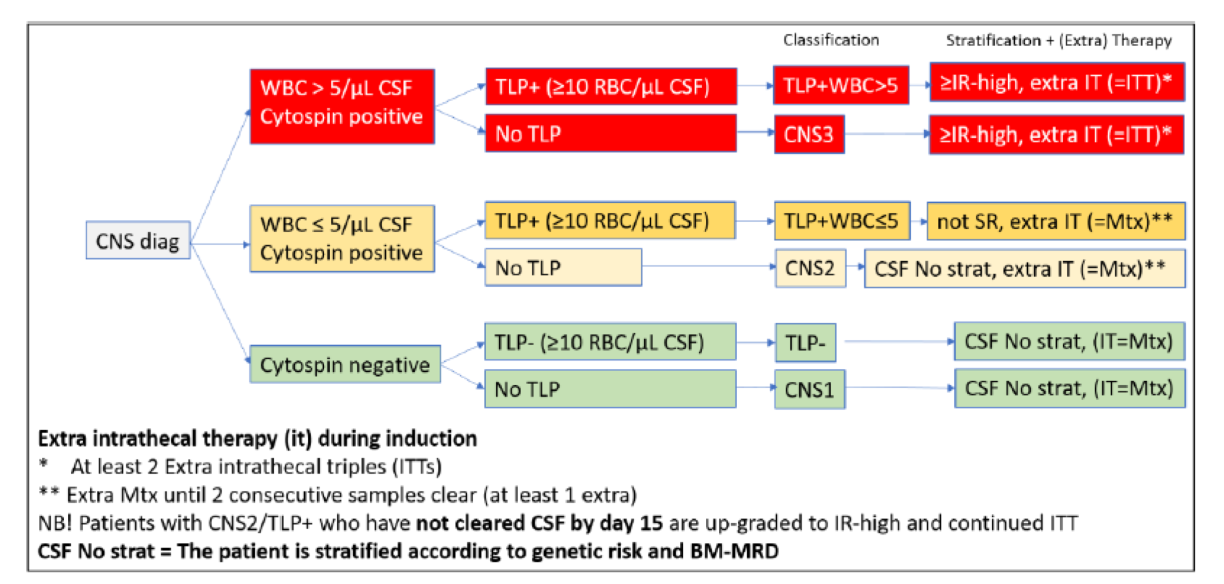 Classification
Stratification + (Extra) Therapy
WBC > 5/µL CSF
Cytospin positive
TLP+ (≥10 RBC/µL CSF)
TLP+WBC>5
≥IR-high, extra IT (=ITT)*
No TLP
CNS3
≥IR-high, extra IT (=ITT)*
CNS diag
WBC ≤ 5/µL CSF
Cytospin positive
TLP+ (≥10 RBC/µL CSF)
TLP+WBC≤5
not SR, extra IT (=Mtx)**
No TLP
CNS2
CSF No strat, extra IT (=Mtx)**
Cytospin negative
TLP- (≥10 RBC/µL CSF)
TLP-
CSF No strat, (IT=Mtx)
No TLP
CNS1
CSF No strat, (IT=Mtx)
Extra intrathecal therapy (it) during induction
* At least 2 Extra intrathecal triples (ITTs)
** Extra Mtx until 2 consecutive samples clear (at least 1 extra)
NB! Patients with CNS2/TLP+ who have not cleared CSF by day 15 are up-graded to IR-high and continued ITT
CSF No strat = The patient is stratified according to genetic risk and BM-MRD